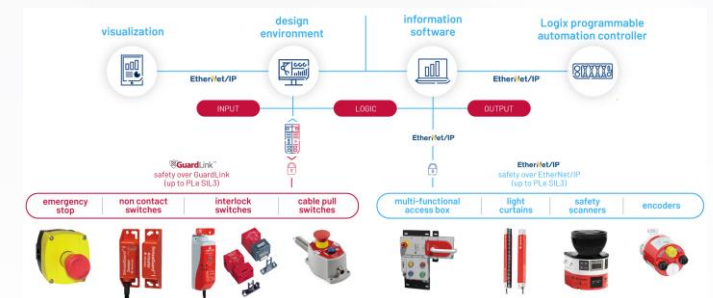 visualization
design
environment
information
software
Logix programmable
automation controller
EtherNet/IP
EtherNet/IP
INPUT
LOGIC
OUTPUT
EtherNet/IP
GuardLink™
safety over GuardLink
(up to PLe SIL3)
EtherNet/IP
safety over EtherNet/IP
(up to PLe SIL3)
emergency
stop
non contact
switches
interlock
switches
cable pull
switches
multi-functional
access box
light
curtains
safety
scanners
encoders